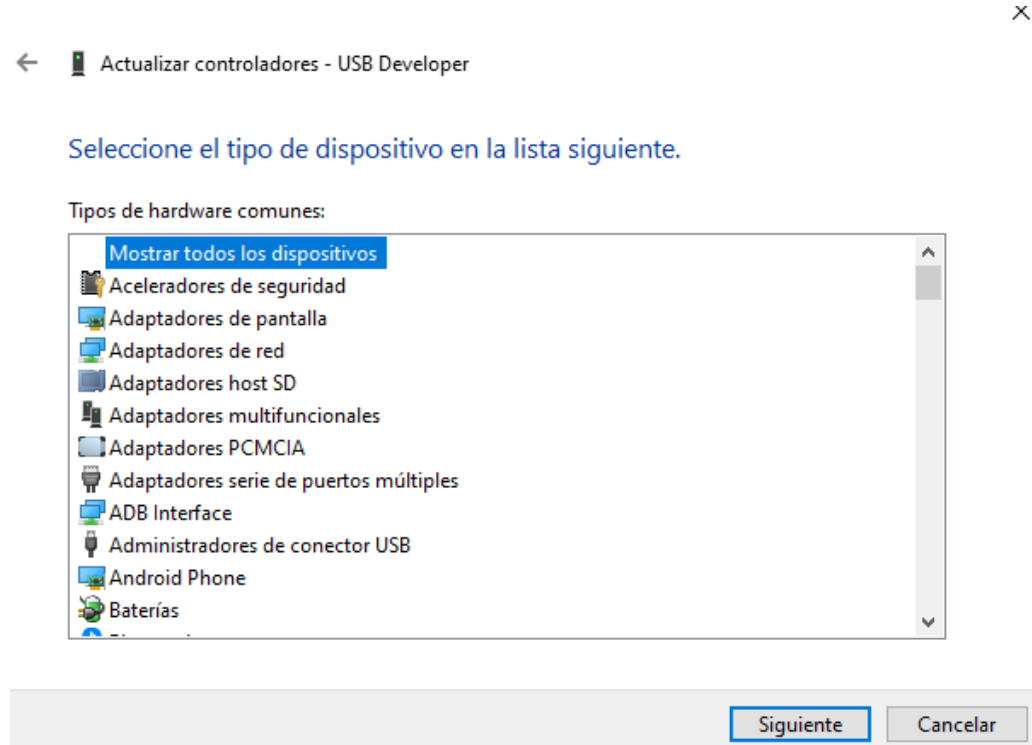 Actualizar controladores - USB Developer
Seleccione el tipo de dispositivo en la lista siguiente.
Tipos de hardware comunes:
Mostrar todos los dispositivos
Aceleradores de seguridad
Adaptadores de pantalla
Adaptadores de red
Adaptadores host SD
Adaptadores multifuncionales
Adaptadores PCMCIA
Adaptadores serie de puertos múltiples
ADB Interface
Administradores de conector USB
Android Phone
Baterías
Siguiente
Cancelar